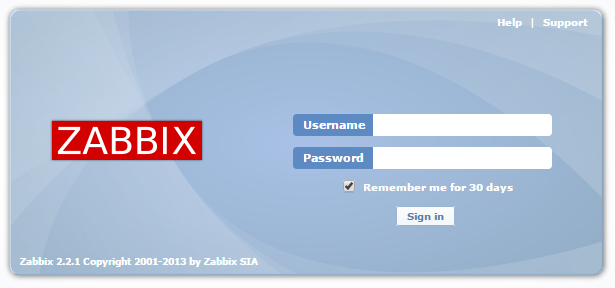 Help | Support
ZABBIX
Username
Password
Remember me for 30 days
Sign in
Zabbix 2.2.1 Copyright 2001-2013 by Zabbix SIA